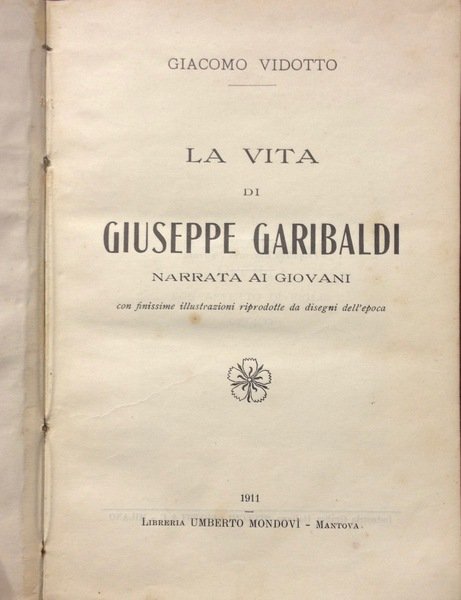 GIACOMO VIDOTTO
LA VITA
DI
GIUSEPPE GARIBALDI
NARRATA AI GIOVANI
con finissime illustrazioni riprodotte da disegni dell'epoca
1911
LIBRERIA UMBERTO MONDOVÌ - MANTOVA